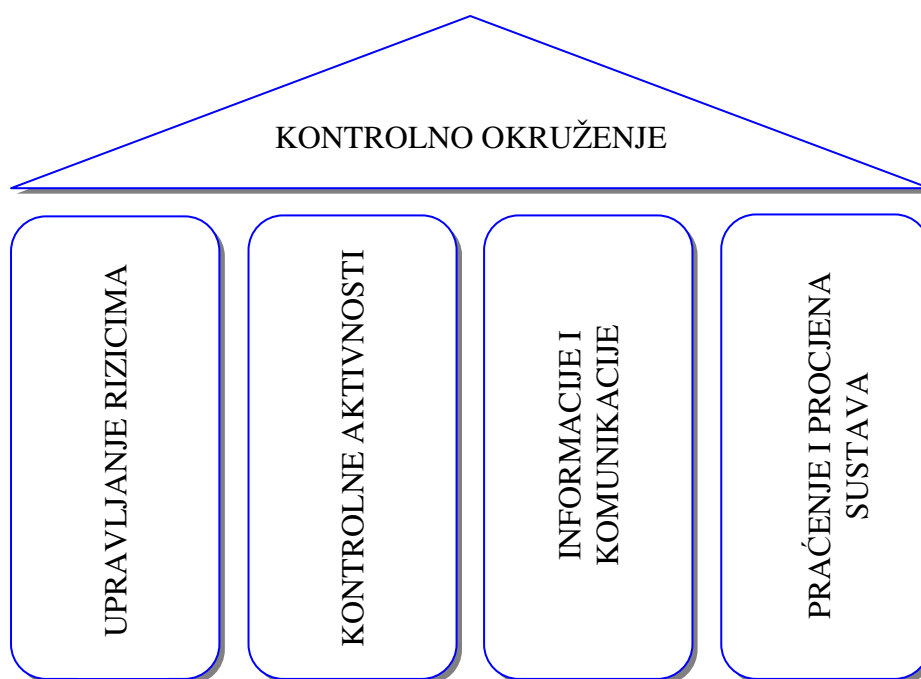 KONTROLNO OKRUŽENJE
UPRAVLJANJE RIZICIMA
KONTROLNE AKTIVNOSTI
INFORMACIJE I
KOMUNIKACIJE
PRAĆENJE I PROCJENA
SUSTAVA